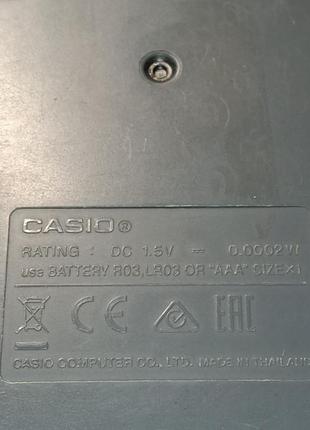 CASIO®
RATING : DC 1.5V ⎓ 0.0002W
use BATTERY R03,LR03 OR "AAA" SIZE×1
CE EAC
CASIO COMPUTER CO., LTD. MADE IN THAILAND